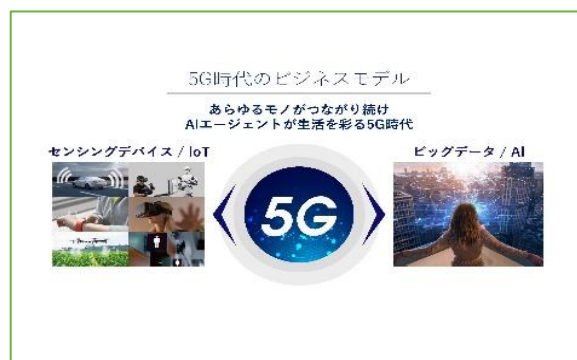 5G時代のビジネスモデル
あらゆるモノがつながり続け
AIエージェントが生活を彩る5G時代
センシングデバイス / IoT
ビッグデータ / AI
5G